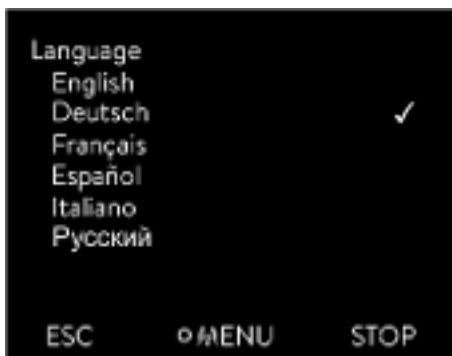 Language
English
Deutsch ✓
Français
Español
Italiano
Русский
ESC MENU STOP